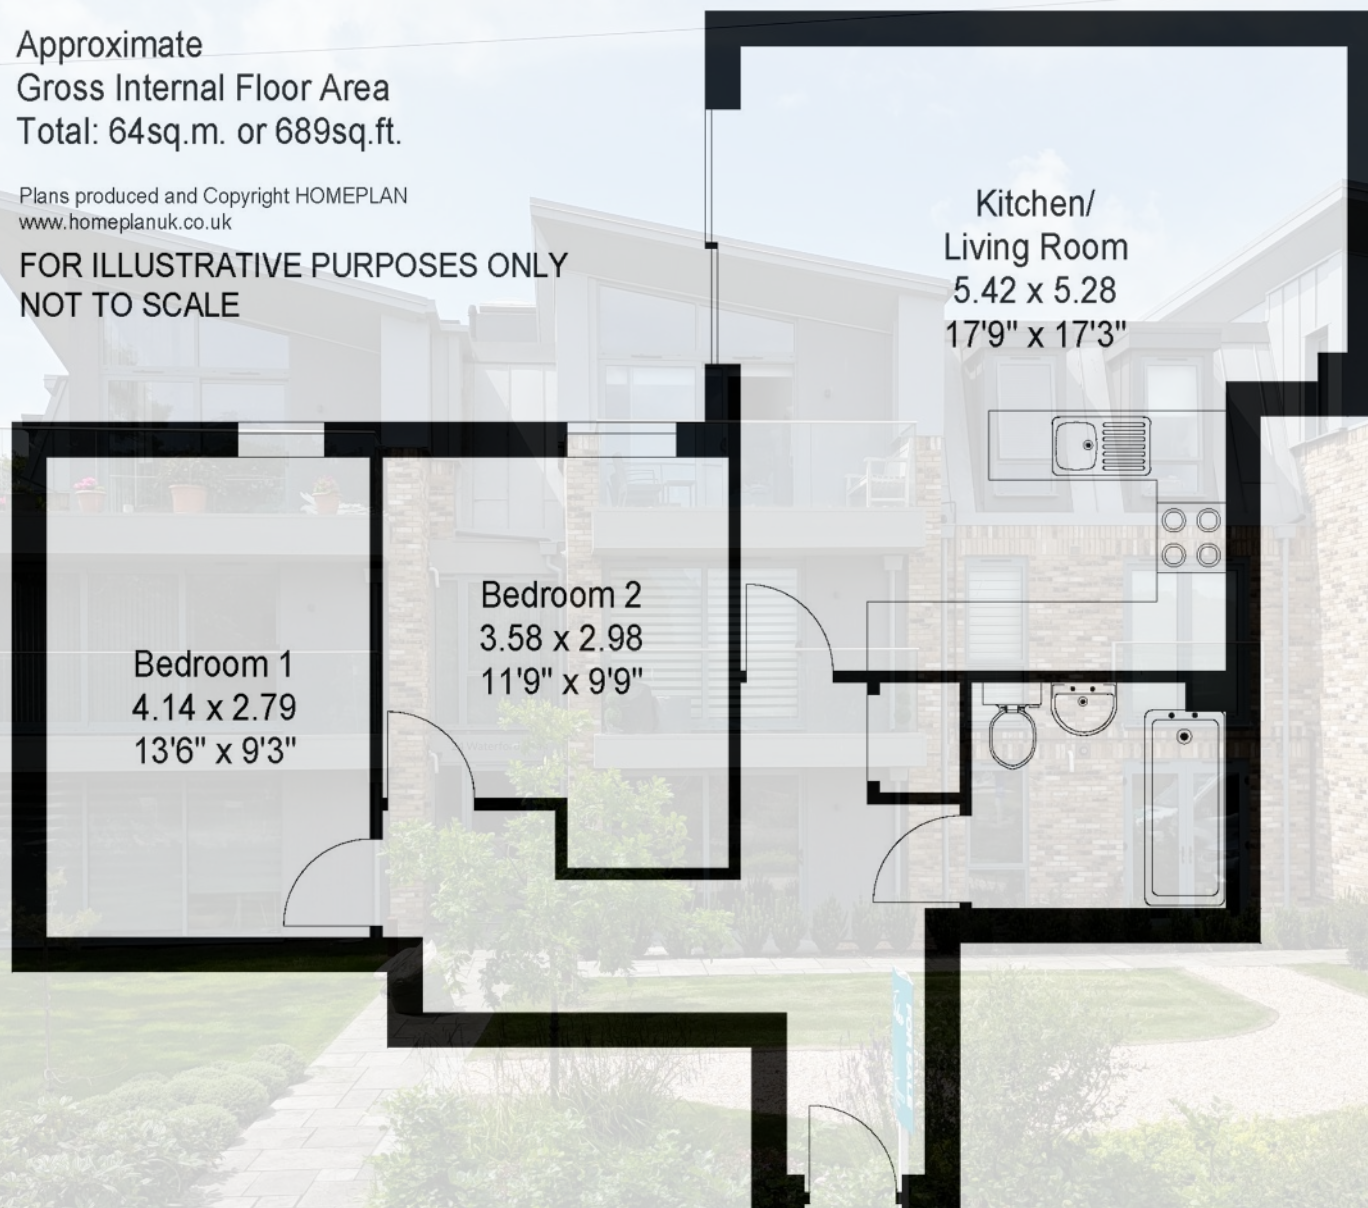 Approximate
Gross Internal Floor Area
Total: 64sq.m. or 689sq.ft.
Plans produced and Copyright HOMEPLAN
www.homeplanuk.co.uk
FOR ILLUSTRATIVE PURPOSES ONLY
NOT TO SCALE
Kitchen/
Living Room
5.42 x 5.28
17'9" x 17'3"
Bedroom 2
3.58 x 2.98
11'9" x 9'9"
Bedroom 1
4.14 x 2.79
13'6" x 9'3"